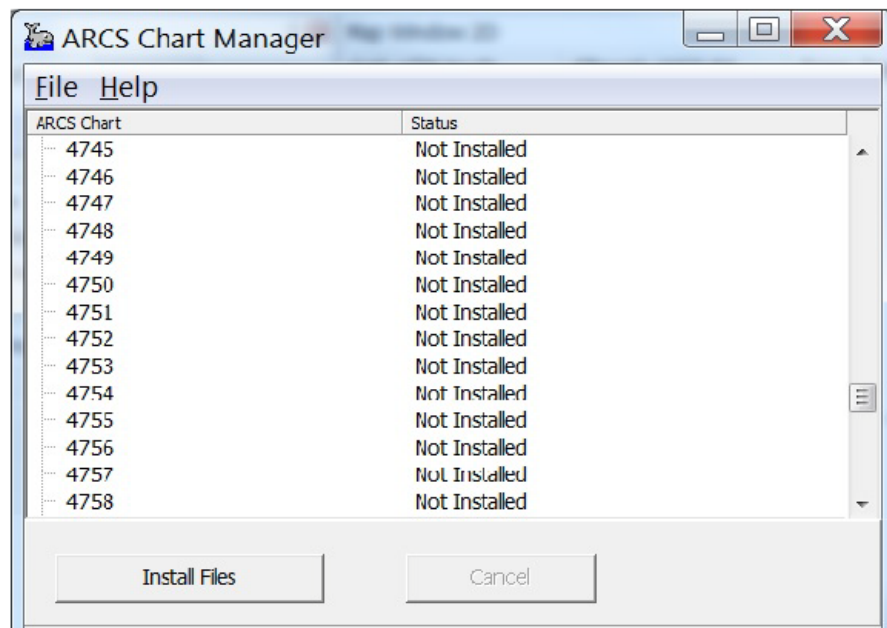 ARCS Chart Manager
File Help
ARCS Chart Status
4745 Not Installed
4746 Not Installed
4747 Not Installed
4748 Not Installed
4749 Not Installed
4750 Not Installed
4751 Not Installed
4752 Not Installed
4753 Not Installed
4754 Not Installed
4755 Not Installed
4756 Not Installed
4757 Not Installed
4758 Not Installed
Install Files Cancel